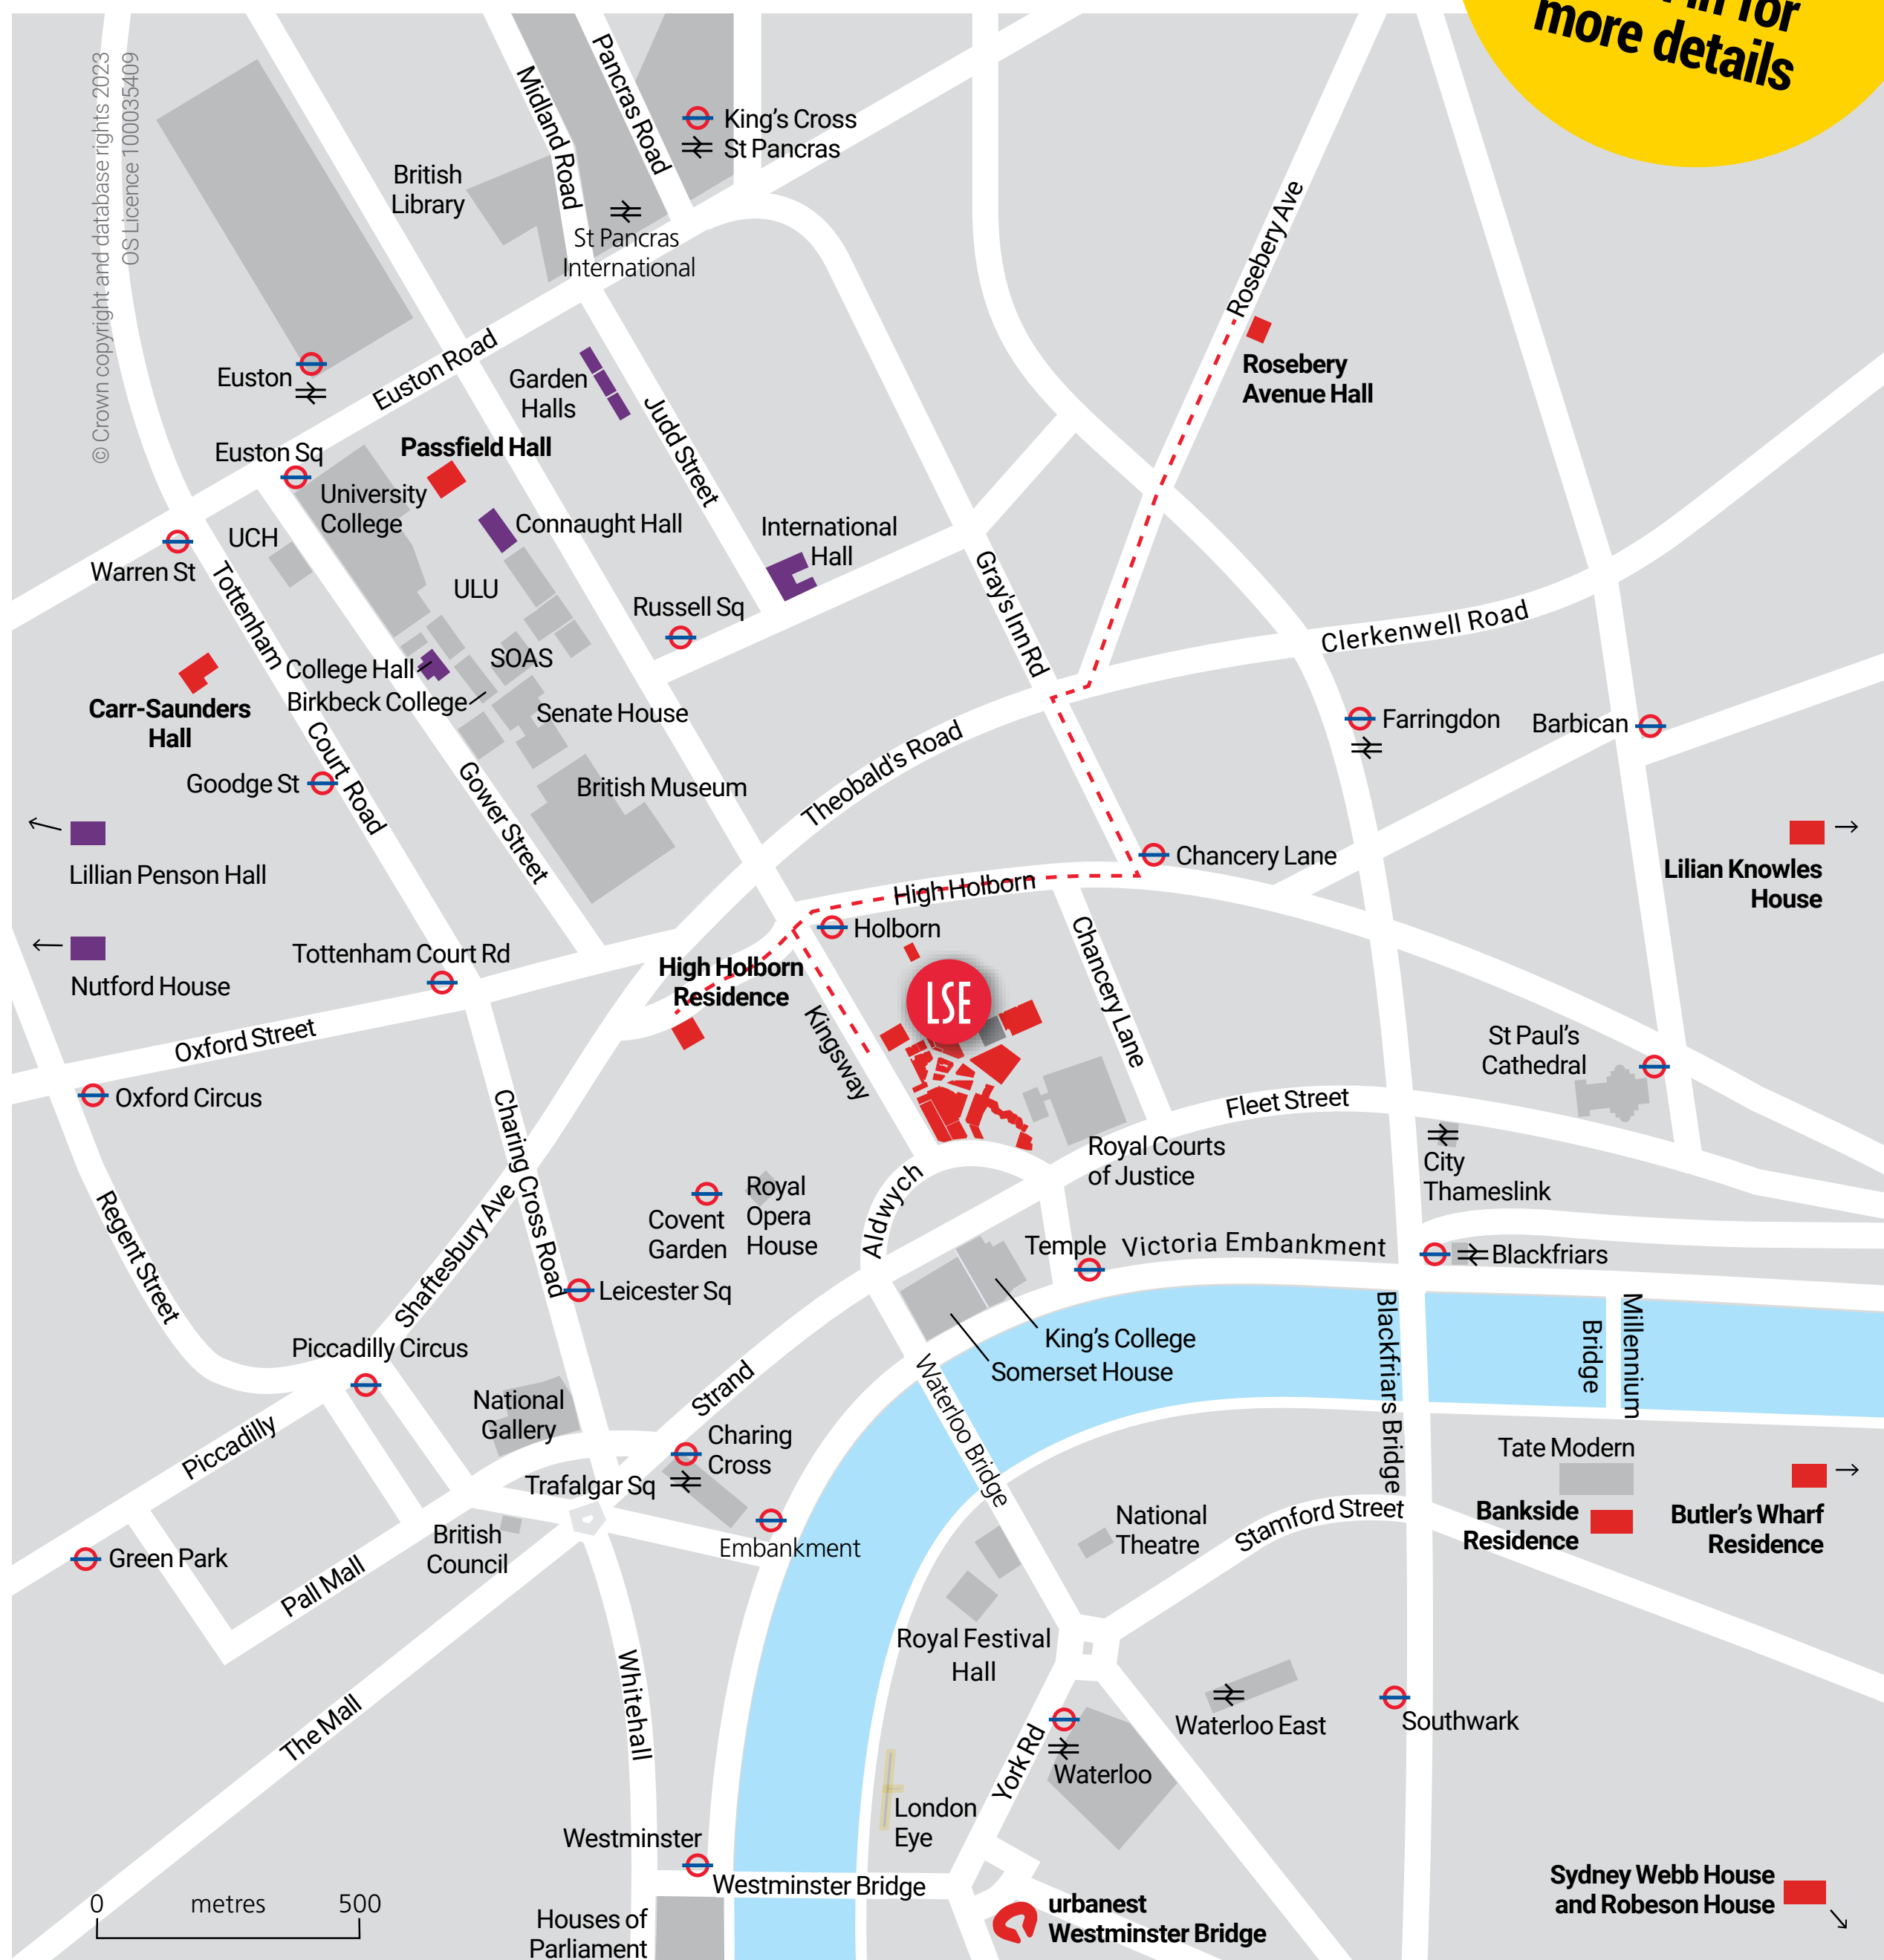 in for
more details
© Crown copyright and database rights 2023
OS Licence 100035409
Midland Road
Pancras Road
King's Cross
St Pancras
British
Library
St Pancras
International
Rosebery Ave
Rosebery
Avenue Hall
Euston
Euston Road
Garden
Halls
Judd Street
Passfield Hall
Euston Sq
University
College
Connaught Hall
International
Hall
UCH
Warren St
Tottenham
Court Road
ULU
Russell Sq
Gray's Inn Rd
Clerkenwell Road
College Hall
Birkbeck College
SOAS
Senate House
Carr-Saunders
Hall
Goodge St
Gower Street
British Museum
Theobald's Road
Farringdon
Barbican
Lillian Penson Hall
Chancery Lane
High Holborn
Lilian Knowles
House
Holborn
Chancery Lane
Nutford House
Tottenham Court Rd
High Holborn
Residence
LSE
Kingsway
Oxford Street
Oxford Circus
St Paul's
Cathedral
Fleet Street
Charing Cross Road
Royal Courts
of Justice
City
Thameslink
Regent Street
Shaftesbury Ave
Covent
Garden
Royal
Opera
House
Aldwych
Temple
Victoria Embankment
Blackfriars
Leicester Sq
Piccadilly Circus
King's College
Somerset House
Blackfriars Bridge
Millennium
Bridge
Waterloo Bridge
Strand
National
Gallery
Piccadilly
Charing
Cross
Trafalgar Sq
Tate Modern
Bankside
Residence
Butler's Wharf
Residence
National
Theatre
Stamford Street
British
Council
Embankment
Green Park
Pall Mall
Royal Festival
Hall
Whitehall
The Mall
Waterloo East
Southwark
York Rd
Waterloo
London
Eye
Westminster
Westminster Bridge
0 metres 500
Houses of
Parliament
urbanest
Westminster Bridge
Sydney Webb House
and Robeson House